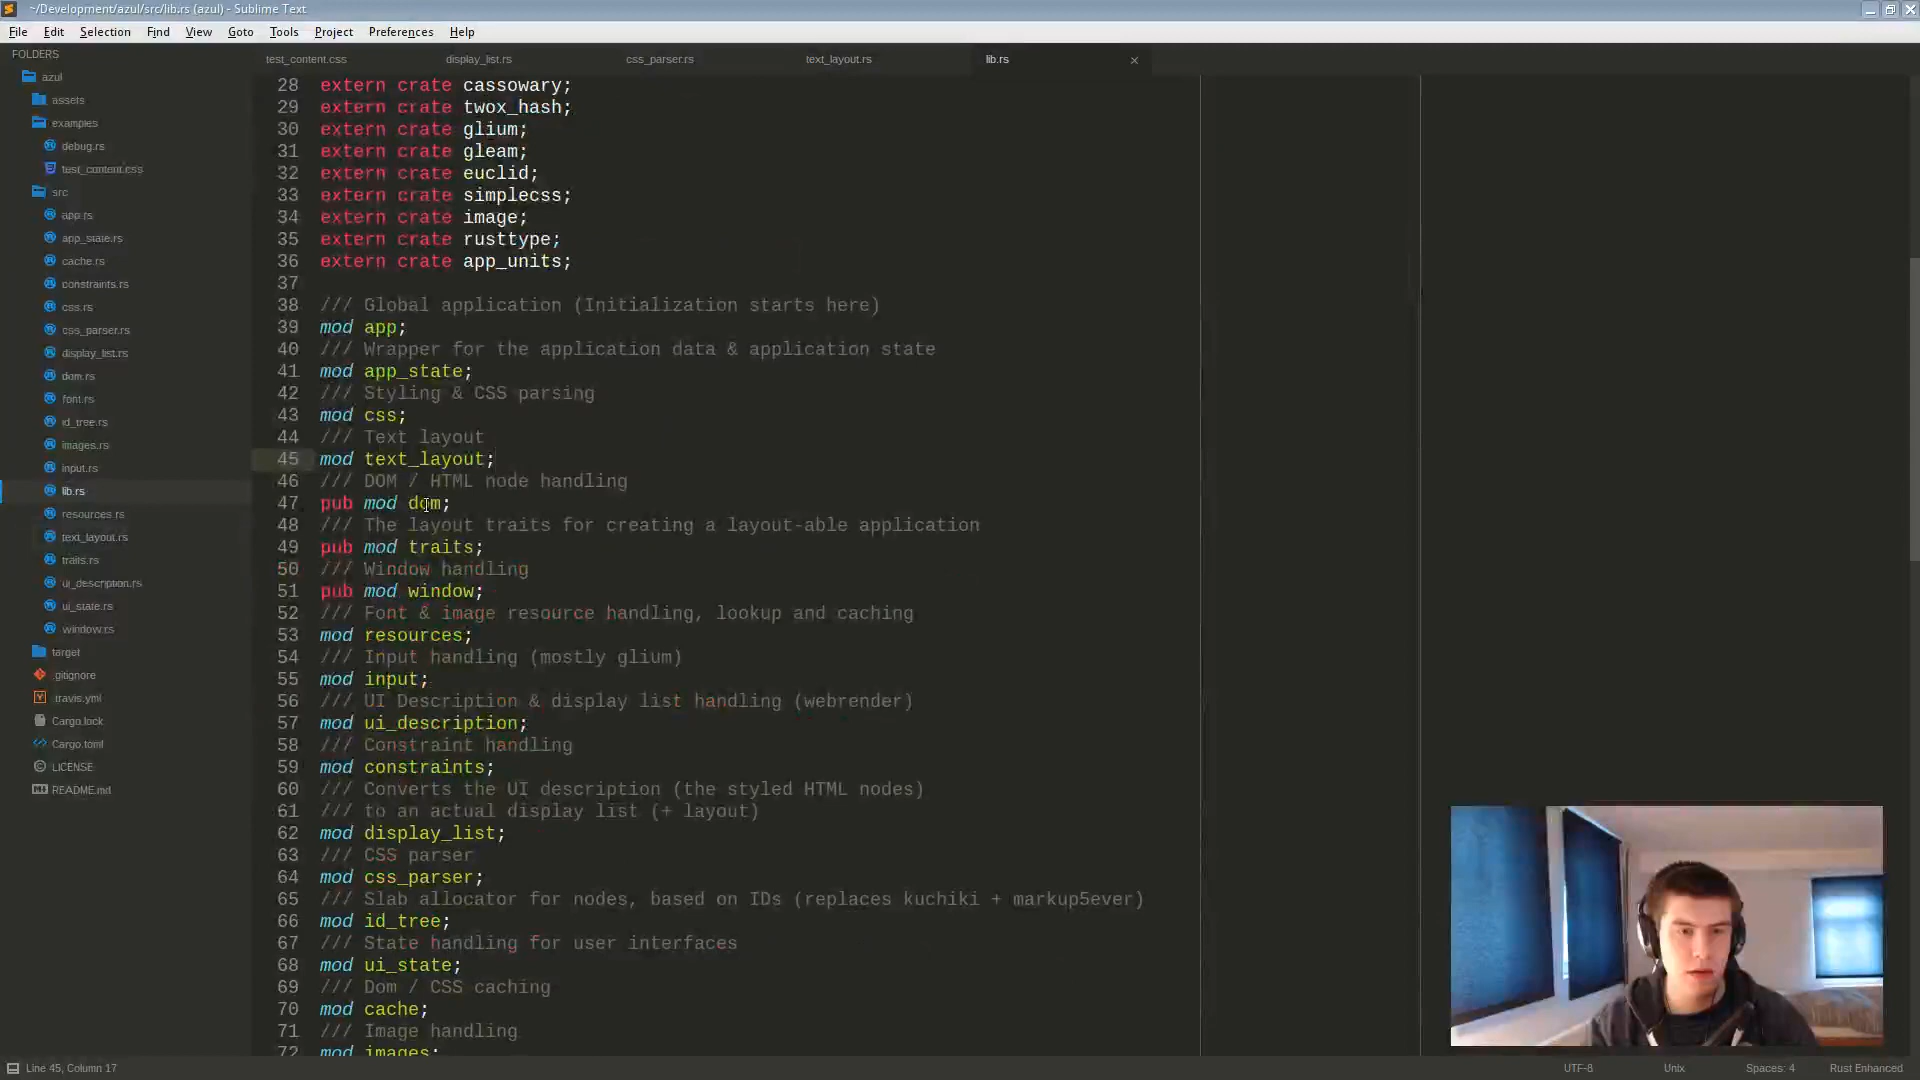 ~/Development/azul/src/lib.rs (azul) - Sublime Text
File Edit Selection Find View Goto Tools Project Preferences Help
FOLDERS
azul
assets
examples
debug.rs
test_content.css
src
app.rs
app_state.rs
cache.rs
constraints.rs
css.rs
css_parser.rs
display_list.rs
dom.rs
font.rs
id_tree.rs
images.rs
input.rs
lib.rs
resources.rs
text_layout.rs
traits.rs
ui_description.rs
ui_state.rs
window.rs
target
.gitignore
.travis.yml
Cargo.lock
Cargo.toml
LICENSE
README.md
test_content.css display_list.rs css_parser.rs text_layout.rs lib.rs
28 extern crate cassowary;
29 extern crate twox_hash;
30 extern crate glium;
31 extern crate gleam;
32 extern crate euclid;
33 extern crate simplecss;
34 extern crate image;
35 extern crate rusttype;
36 extern crate app_units;
37
38 /// Global application (Initialization starts here)
39 mod app;
40 /// Wrapper for the application data & application state
41 mod app_state;
42 /// Styling & CSS parsing
43 mod css;
44 /// Text layout
45 mod text_layout;
46 /// DOM / HTML node handling
47 pub mod dom;
48 /// The layout traits for creating a layout-able application
49 pub mod traits;
50 /// Window handling
51 pub mod window;
52 /// Font & image resource handling, lookup and caching
53 mod resources;
54 /// Input handling (mostly glium)
55 mod input;
56 /// UI Description & display list handling (webrender)
57 mod ui_description;
58 /// Constraint handling
59 mod constraints;
60 /// Converts the UI description (the styled HTML nodes)
61 /// to an actual display list (+ layout)
62 mod display_list;
63 /// CSS parser
64 mod css_parser;
65 /// Slab allocator for nodes, based on IDs (replaces kuchiki + markup5ever)
66 mod id_tree;
67 /// State handling for user interfaces
68 mod ui_state;
69 /// Dom / CSS caching
70 mod cache;
71 /// Image handling
72 mod images;
Line 45, Column 17
UTF-8 Unix Spaces: 4 Rust Enhanced